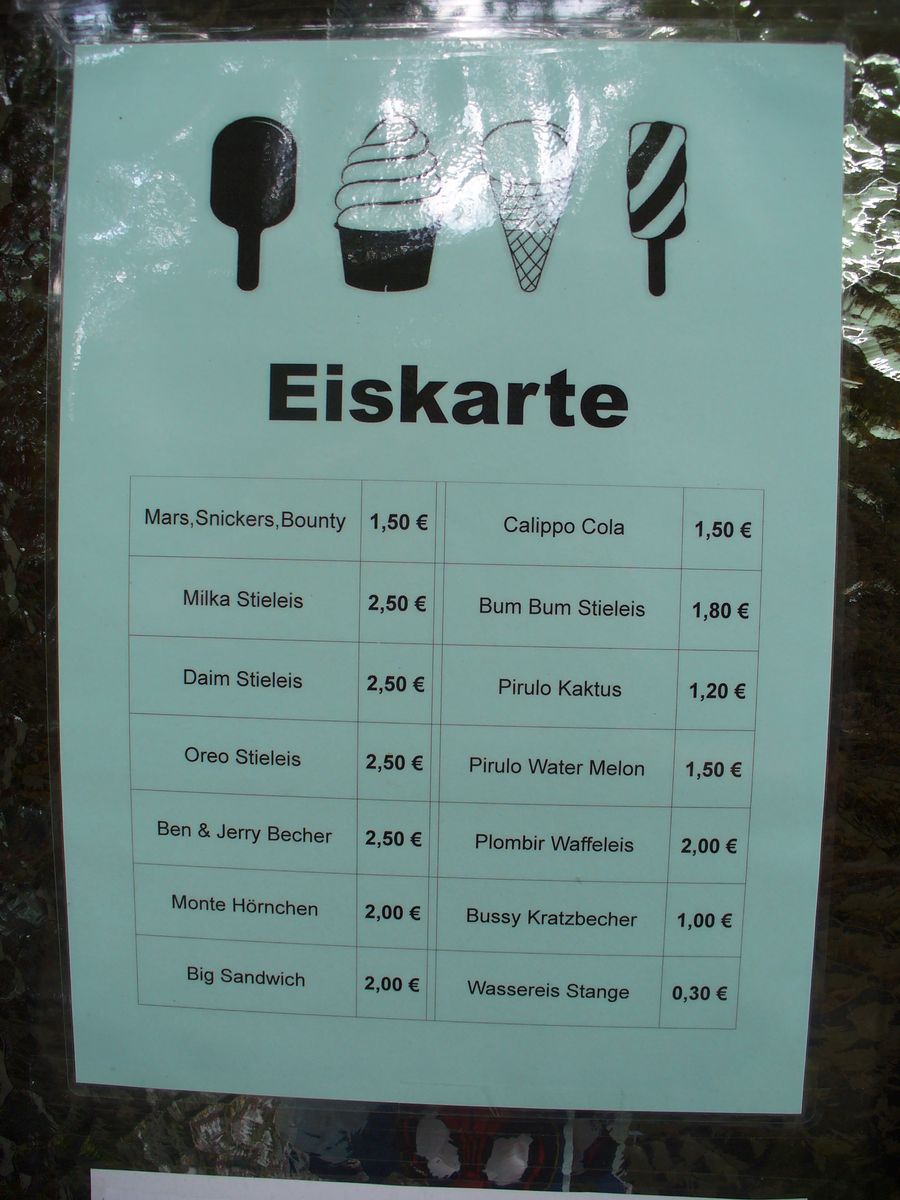 Eiskarte
Mars,Snickers,Bounty 1,50 € Calippo Cola 1,50 €
Milka Stieleis 2,50 € Bum Bum Stieleis 1,80 €
Daim Stieleis 2,50 € Pirulo Kaktus 1,20 €
Oreo Stieleis 2,50 € Pirulo Water Melon 1,50 €
Ben & Jerry Becher 2,50 € Plombir Waffeleis 2,00 €
Monte Hörnchen 2,00 € Bussy Kratzbecher 1,00 €
Big Sandwich 2,00 € Wassereis Stange 0,30 €